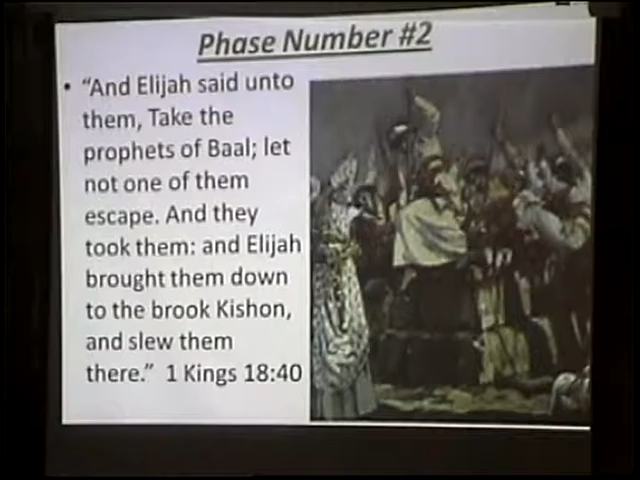 Phase Number #2
• “And Elijah said unto
them, Take the
prophets of Baal; let
not one of them
escape. And they
took them: and Elijah
brought them down
to the brook Kishon,
and slew them
there.” 1 Kings 18:40